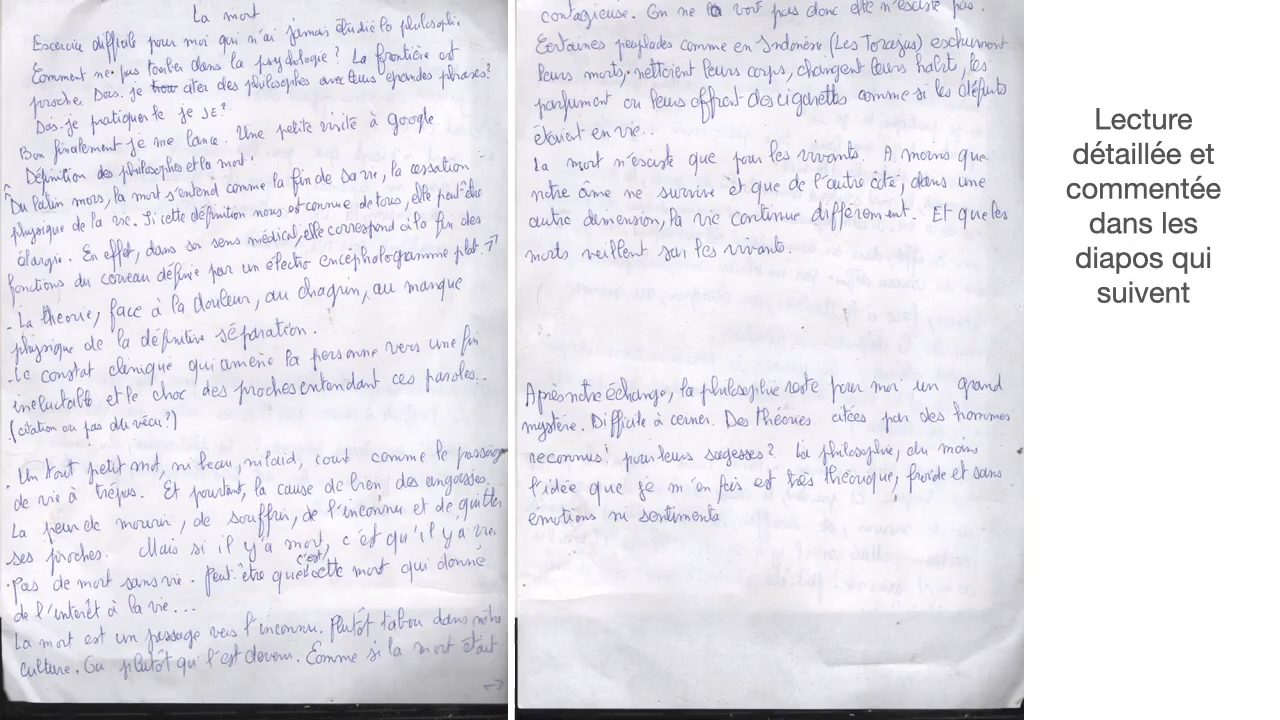 La mort
Exercice difficile pour moi qui n'ai jamais étudié la philosophi.
Comment ne pas tomber dans la psychologie? La frontière est
proche. Dois-je citer des philosophes avec leurs grandes phrases?
Dois-je pratiquer le je SE?
Bon finalement je me lance. Une petite visite à google
Définition des philosophes et la mort.
"Du latin mors, la mort s'entend comme la fin de la vie, la cessation
physique de la vie. Si cette définition nous est connue de tous, elle peut être
élargie. En effet, dans son sens médical, elle correspond à la fin des
fonctions du cerveau définie par un électro encéphologramme plat."
- La théorie, face à la douleur, au chagrin, au manque
physique de la définitive séparation.
- Le constat clinique qui amène la personne vers une fin
ineluctable et le choc des proches entendant ces paroles..
(citation ou pas du vécu?)
. Un tout petit mot, ni beau, ni laid, court comme le passage
de vie à trépas. Et pourtant, la cause de bien des angoisses.
La peur de mourir, de souffrir, de l'inconnu et de quitter
ses proches. Mais si il y'a mort, c'est qu'il y'a vie.
Pas de mort sans vie. Peut-être que c'est cette mort qui donne
de l'intérêt à la vie...
La mort est un passage vers l'inconnu. Plutôt tabou dans nôtre
culture. Ou plutôt qu'l'est devenu. Comme si la mort était
contagieuse. On ne la voit pas donc elle n'existe pas.
Certaines peuplades comme en Indonésie (Les Torajas) exhument
leurs morts, nettoient leurs corps, changent leurs habits, les
parfument ou leurs offrent des cigarettes comme si les défunts
étaient en vie..
La mort n'existe que pour les vivants. A moins que
notre âme ne survive et que de l'autre côté, dans une
autre dimension, la vie continue différemment. Et que les
morts veillent sur les vivants.
Après notre échange, la philosophie reste pour moi un grand
mystère. Difficile à cerner. Des théories citées par des hommes
reconnus pour leurs sagesses? La philosophie, du moins
l'idée que je m'en fais est très théorique, froide et sans
émotions ni sentiments
Lecture
détaillée et
commentée
dans les
diapos qui
suivent